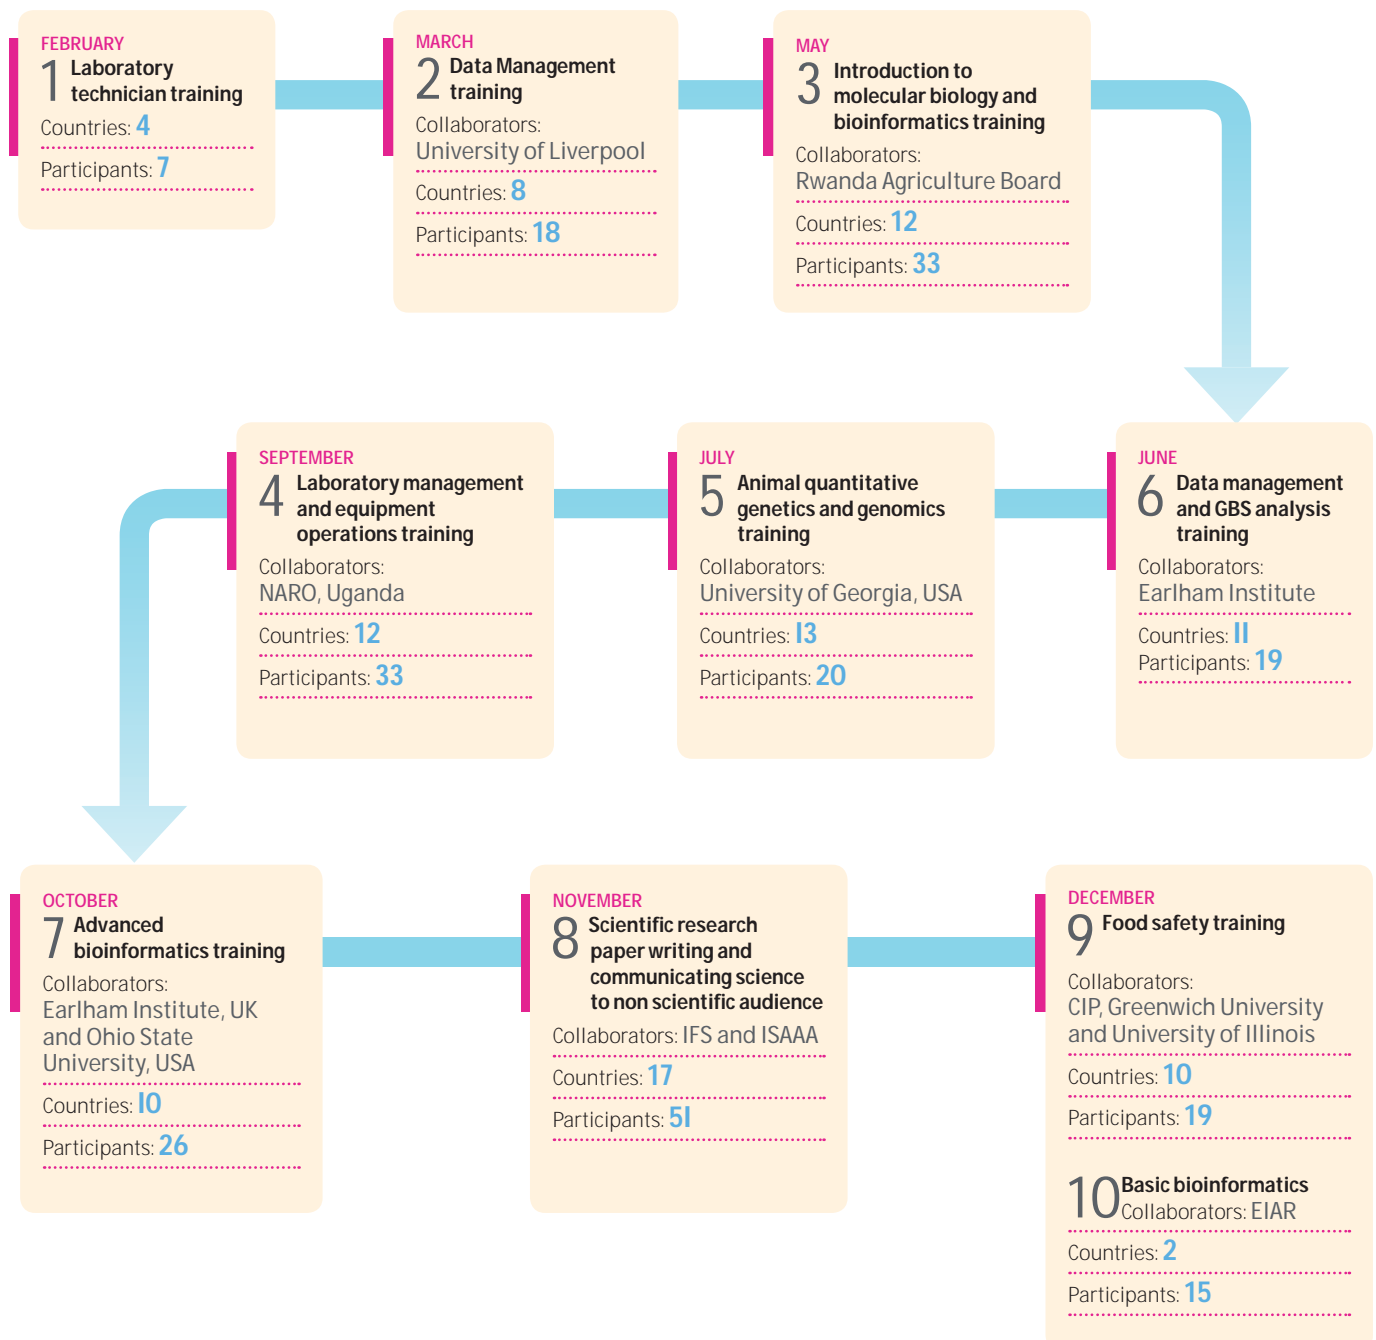 FEBRUARY
1 Laboratory
technician training
Countries: 4
Participants: 7
MARCH
2 Data Management
training
Collaborators:
University of Liverpool
Countries: 8
Participants: 18
MAY
3 Introduction to
molecular biology and
bioinformatics training
Collaborators:
Rwanda Agriculture Board
Countries: 12
Participants: 33
SEPTEMBER
4 Laboratory management
and equipment
operations training
Collaborators:
NARO, Uganda
Countries: 12
Participants: 33
JULY
5 Animal quantitative
genetics and genomics
training
Collaborators:
University of Georgia, USA
Countries: 13
Participants: 20
JUNE
6 Data management
and GBS analysis
training
Collaborators:
Earlham Institute
Countries: 11
Participants: 19
OCTOBER
7 Advanced
bioinformatics training
Collaborators:
Earlham Institute, UK
and Ohio State
University, USA
Countries: 10
Participants: 26
NOVEMBER
8 Scientific research
paper writing and
communicating science
to non scientific audience
Collaborators: IFS and ISAAA
Countries: 17
Participants: 51
DECEMBER
9 Food safety training
Collaborators:
CIP, Greenwich University
and University of Illinois
Countries: 10
Participants: 19
10 Basic bioinformatics
Collaborators: EIAR
Countries: 2
Participants: 15